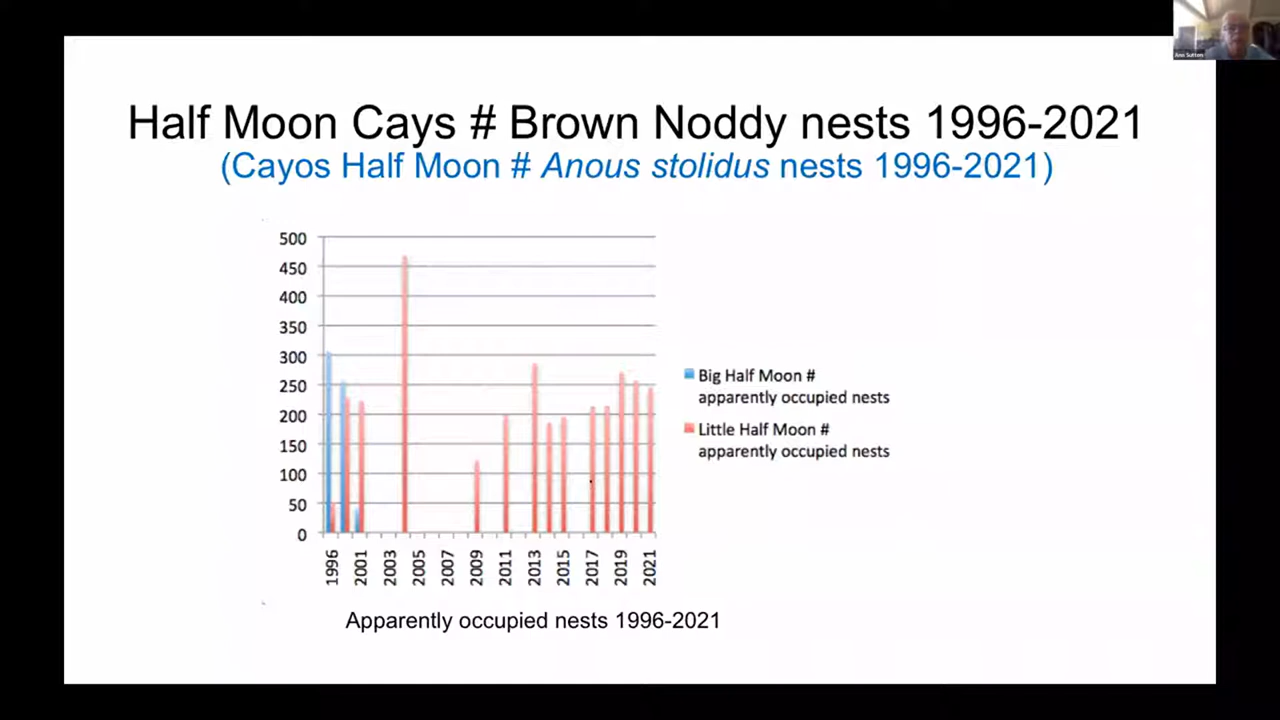 Ann Sutton
Half Moon Cays # Brown Noddy nests 1996-2021
(Cayos Half Moon # Anous stolidus nests 1996-2021)
500
450
400
350
300
250
200
150
100
50
0
1996
2001
2003
2005
2007
2009
2011
2013
2015
2017
2019
2021
Big Half Moon #
apparently occupied nests
Little Half Moon #
apparently occupied nests
Apparently occupied nests 1996-2021